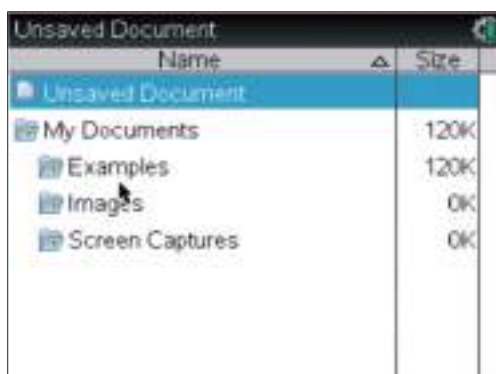 Unsaved Document
Name Size
Unsaved Document
My Documents 120K
Examples 120K
Images 0K
Screen Captures 0K